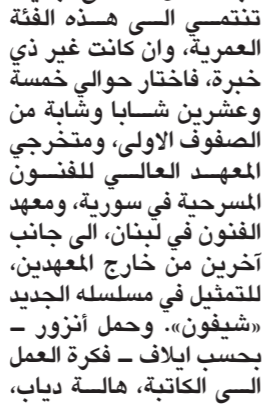 تنتمي الى هذه الفئة
العمرية، وان كانت غير ذي
خبرة، فاختار حوالي خمسة
وعشرين شابا وشابة من
الصفوف الاولى، ومتخرجي
المعهد العالي للفنون
المسرحية في سورية، ومعهد
الفنون في لبنان، الى جانب
آخرين من خارج المعهدين،
للتمثيل في مسلسله الجديد
«شيفون». وحمل أنزور –
بحسب ايلاف – فكرة العمل
الى الكاتبة، هالة دياب،